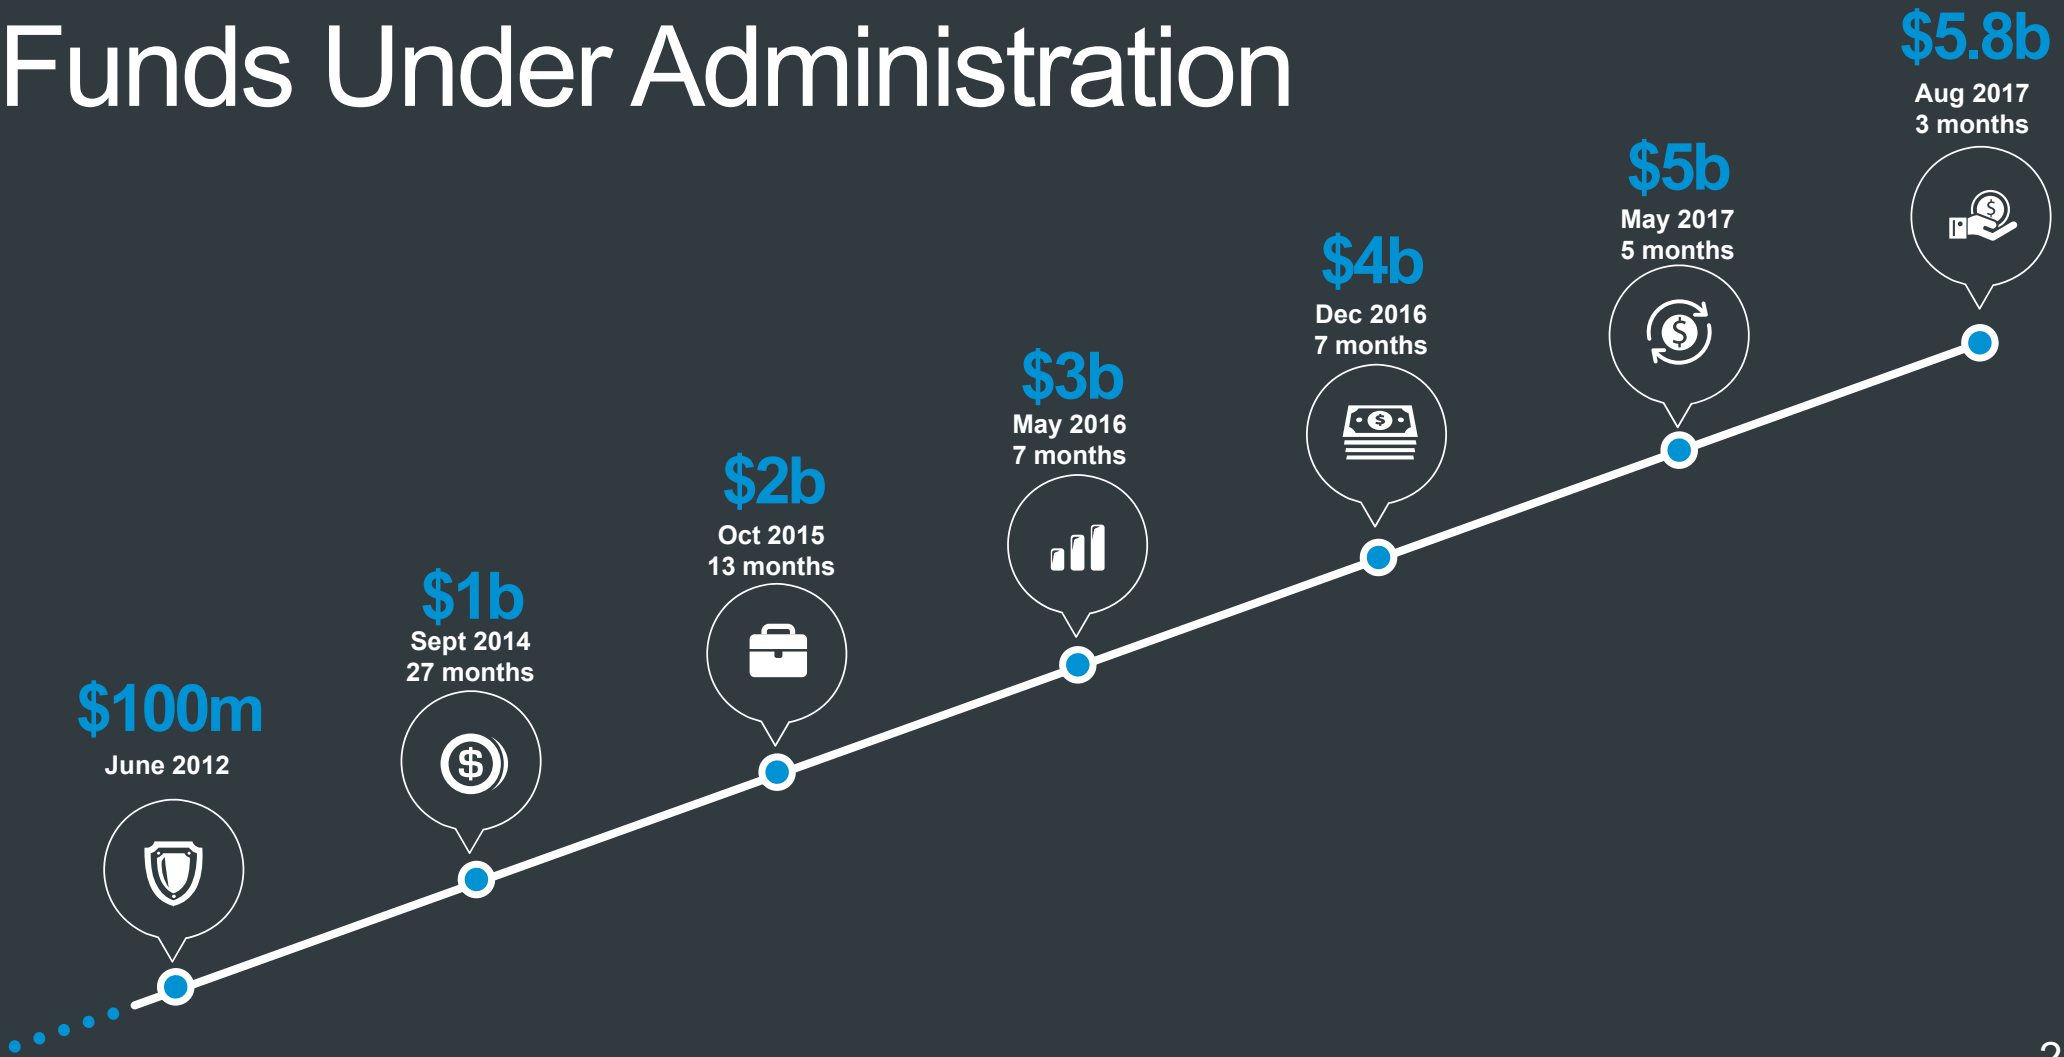 Funds Under Administration
$100m
June 2012
$1b
Sept 2014
27 months
$2b
Oct 2015
13 months
$3b
May 2016
7 months
$4b
Dec 2016
7 months
$5b
May 2017
5 months
$5.8b
Aug 2017
3 months